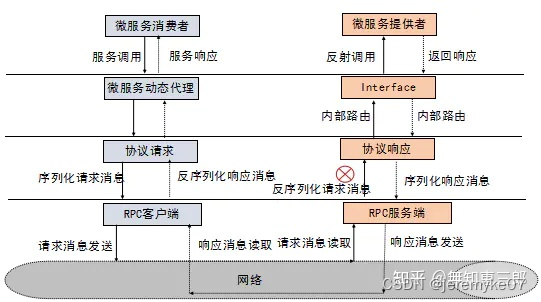 微服务消费者 微服务提供者
服务调用 服务响应 反射调用 返回响应
微服务动态代理 Interface
内部路由 内部路由
协议请求 协议响应
序列化请求消息 反序列化响应消息 反序列化请求消息 序列化响应消息
RPC客户端 RPC服务端
请求消息发送 响应消息读取 请求消息读取 响应消息发送
网络
知乎 @無知青三郎
CSDN @jeremyke07